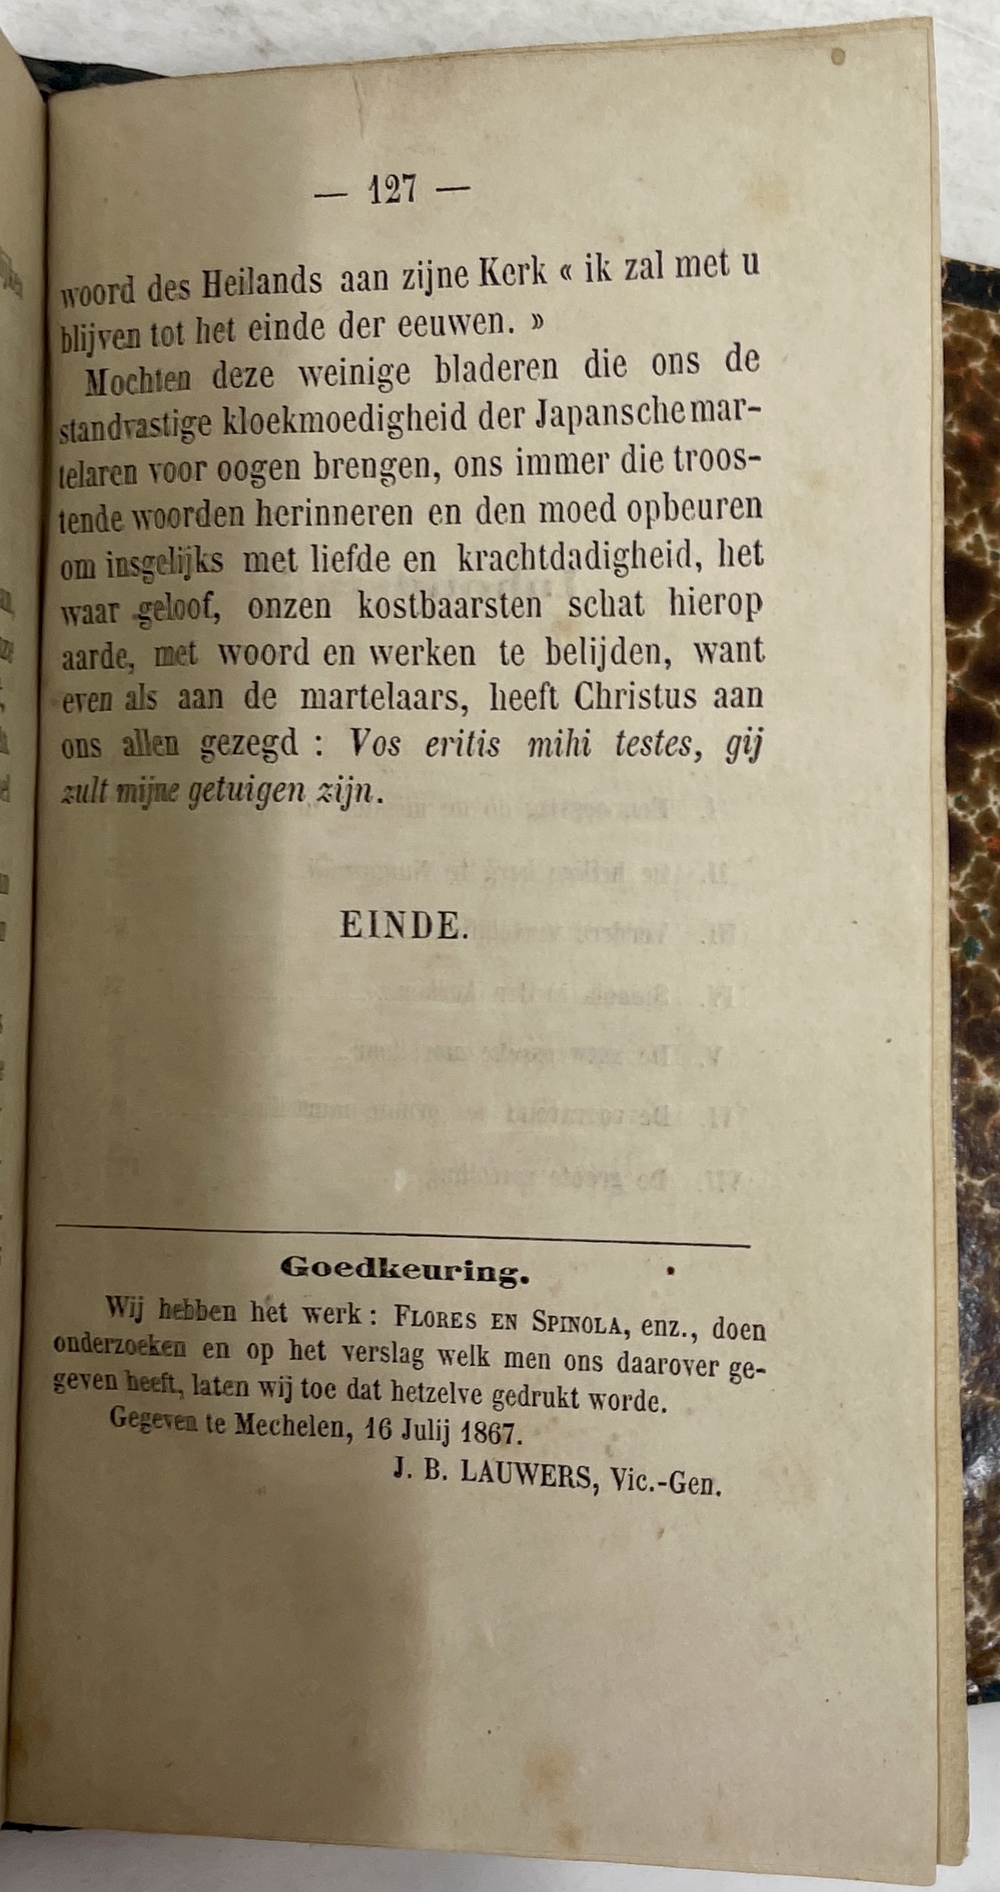 — 127 —
woord des Heilands aan zijne Kerk « ik zal met u
blijven tot het einde der eeuwen. »
Mochten deze weinige bladeren die ons de
standvastige kloekmoedigheid der Japansche mar-
telaren voor oogen brengen, ons immer die troos-
tende woorden herinneren en den moed opbeuren
om insgelijks met liefde en krachtdadigheid, het
waar geloof, onzen kostbaarsten schat hierop
aarde, met woord en werken te belijden, want
even als aan de martelaars, heeft Christus aan
ons allen gezegd : Vos eritis mihi testes, gij
zult mijne getuigen zijn.
EINDE.
Goedkeuring.
Wij hebben het werk : FLORES EN SPINOLA, enz., doen
onderzoeken en op het verslag welk men ons daarover ge-
geven heeft, laten wij toe dat hetzelve gedrukt worde.
Gegeven te Mechelen, 16 Julij 1867.
J. B. LAUWERS, Vic.-Gen.